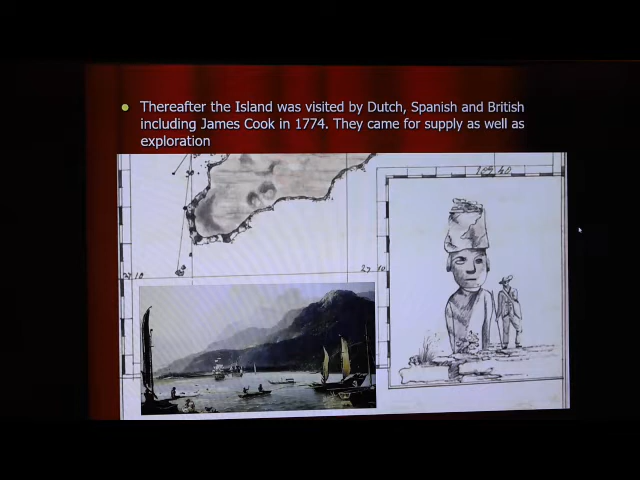 Thereafter the Island was visited by Dutch, Spanish and British
including James Cook in 1774. They came for supply as well as
exploration